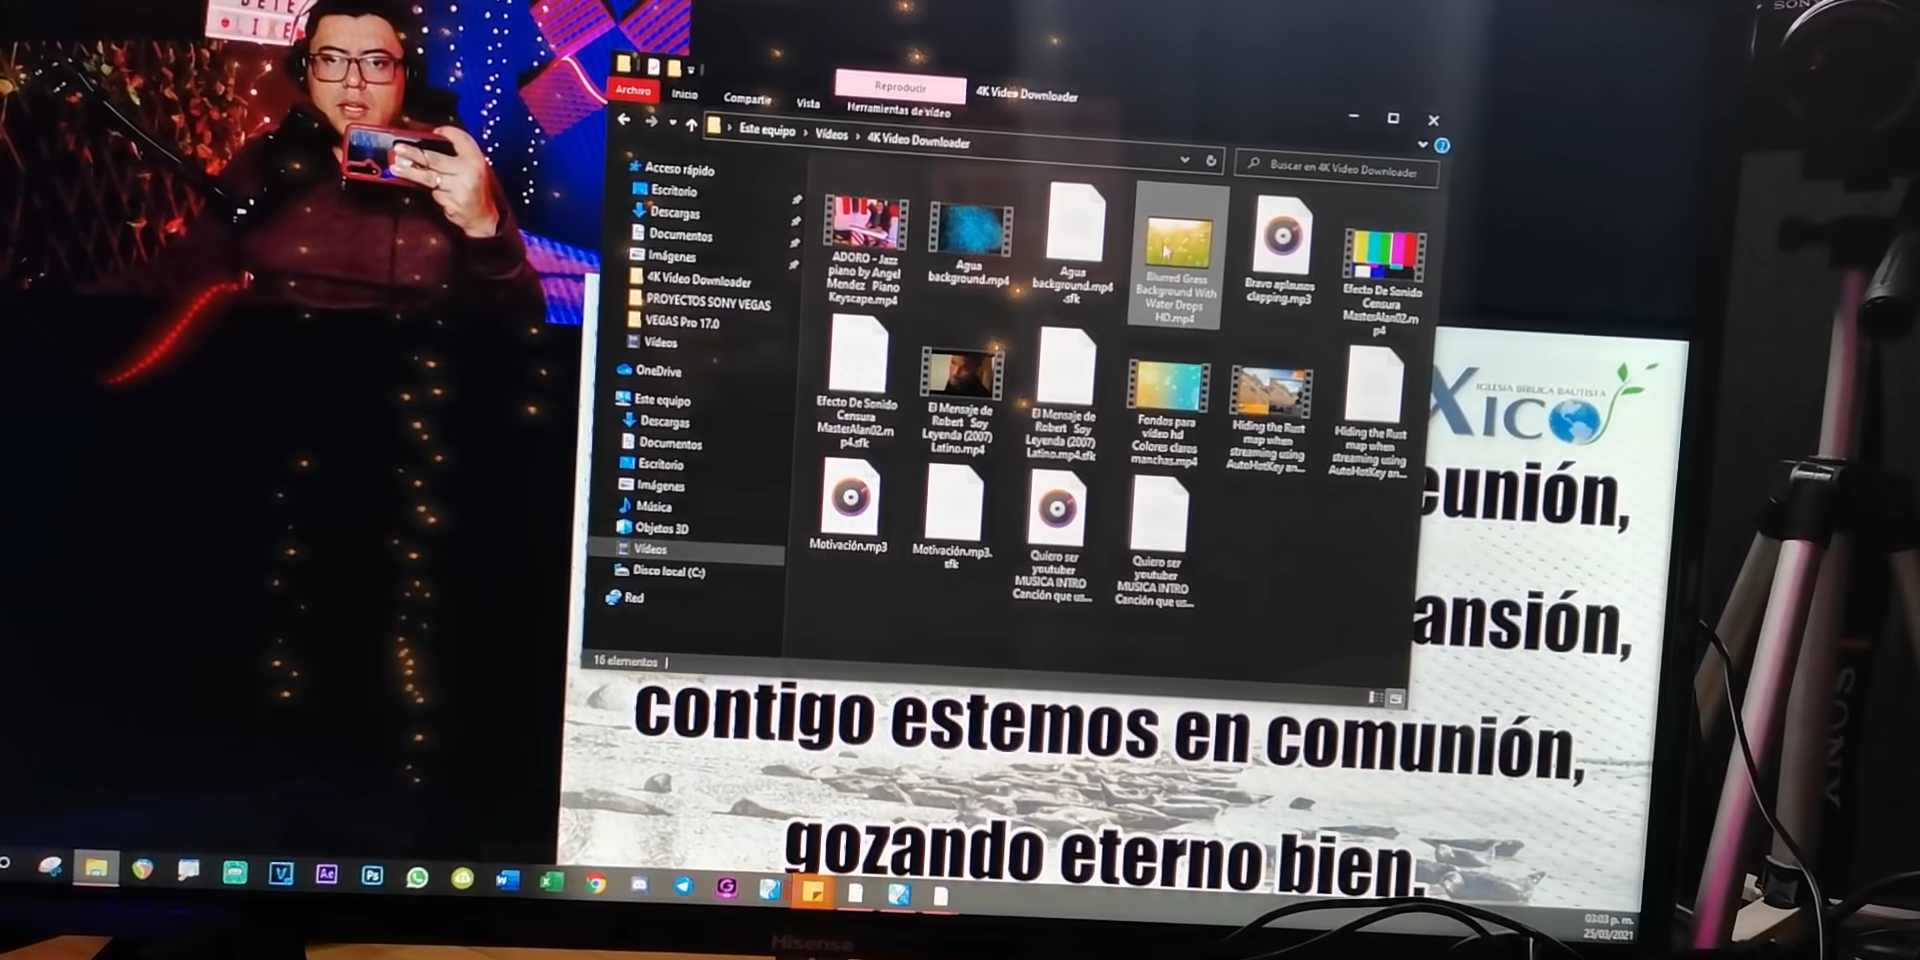 LIKE
SONY
Reproducir
4K Video Downloader
Archivo
Inicio
Compartir
Vista
Herramientas de vídeo
Este equipo › Vídeos › 4K Video Downloader
Buscar en 4K Video Downloader
Acceso rápido
Escritorio
Descargas
Documentos
Imágenes
4K Video Downloader
PROYECTOS SONY VEGAS
VEGAS Pro 17.0
Vídeos
OneDrive
Este equipo
Descargas
Documentos
Escritorio
Imágenes
Música
Objetos 3D
Vídeos
Disco local (C:)
Red
16 elementos
ADORO - Jazz
piano by Angel
Mendez Piano
Keyscape.mp4
Agua
background.mp4
Agua
background.mp4
.sfk
Blurred Grass
Background With
Water Drops
HD.mp4
Bravo aplausos
clapping.mp3
Efecto De Sonido
Censura
MasterAlan02.m
p4
Efecto De Sonido
Censura
MasterAlan02.m
p4.sfk
El Mensaje de
Robert Soy
Leyenda (2007)
Latino.mp4
El Mensaje de
Robert Soy
Leyenda (2007)
Latino.mp4.sfk
Fondos para
video hd
Colores claros
manchas.mp4
Hiding the Rust
map when
streaming using
AutoHotKey an...
Hiding the Rust
map when
streaming using
AutoHotKey an...
Motivación.mp3
Motivación.mp3.
sfk
Quiero ser
youtuber
MUSICA INTRO
Canción que us...
Quiero ser
youtuber
MUSICA INTRO
Canción que us...
IGLESIA BÍBLICA BAUTISTA
XICO
eunión,
ansión,
contigo estemos en comunión,
gozando eterno bien.
Ae
Ps
03:03 p. m.
25/03/2021
Hisense
SONY